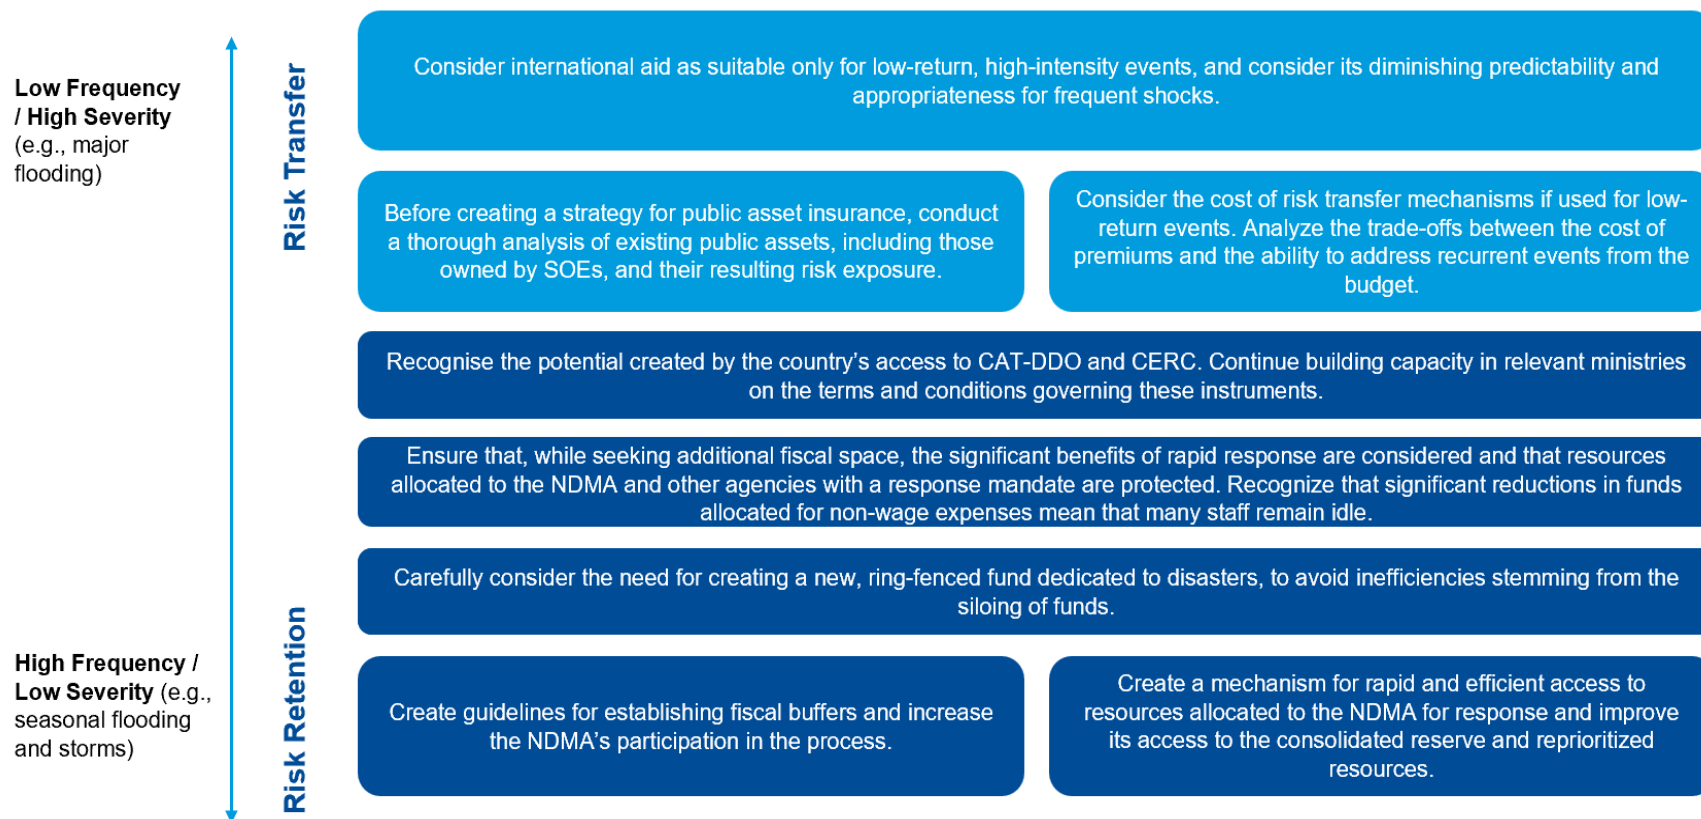 Low Frequency
/ High Severity
(e.g., major
flooding)
High Frequency /
Low Severity (e.g.,
seasonal flooding
and storms)
Risk Transfer
Risk Retention
Consider international aid as suitable only for low-return, high-intensity events, and consider its diminishing predictability and
appropriateness for frequent shocks.
Before creating a strategy for public asset insurance, conduct
a thorough analysis of existing public assets, including those
owned by SOEs, and their resulting risk exposure.
Consider the cost of risk transfer mechanisms if used for low-
return events. Analyze the trade-offs between the cost of
premiums and the ability to address recurrent events from the
budget.
Recognise the potential created by the country's access to CAT-DDO and CERC. Continue building capacity in relevant ministries
on the terms and conditions governing these instruments.
Ensure that, while seeking additional fiscal space, the significant benefits of rapid response are considered and that resources
allocated to the NDMA and other agencies with a response mandate are protected. Recognize that significant reductions in funds
allocated for non-wage expenses mean that many staff remain idle.
Carefully consider the need for creating a new, ring-fenced fund dedicated to disasters, to avoid inefficiencies stemming from the
siloing of funds.
Create guidelines for establishing fiscal buffers and increase
the NDMA's participation in the process.
Create a mechanism for rapid and efficient access to
resources allocated to the NDMA for response and improve
its access to the consolidated reserve and reprioritized
resources.